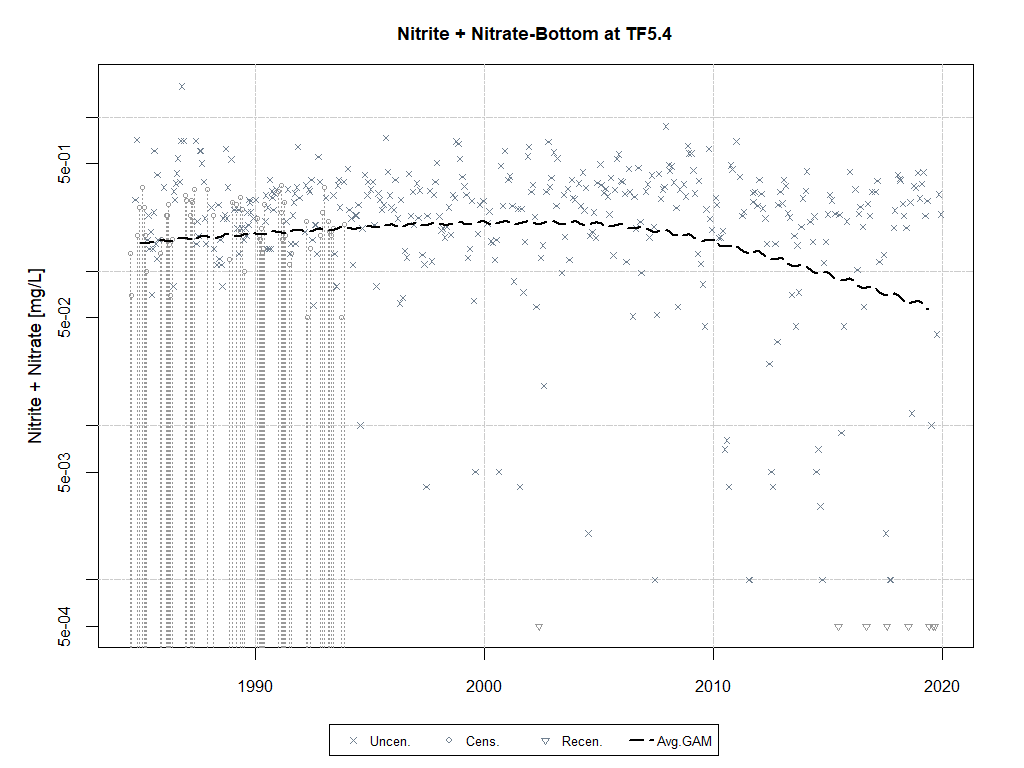 Nitrite + Nitrate-Bottom at TF5.4
Nitrite + Nitrate [mg/L]
5e-01
5e-02
5e-03
5e-04
1990 2000 2010 2020
Uncen. Cens. Recen. Avg.GAM